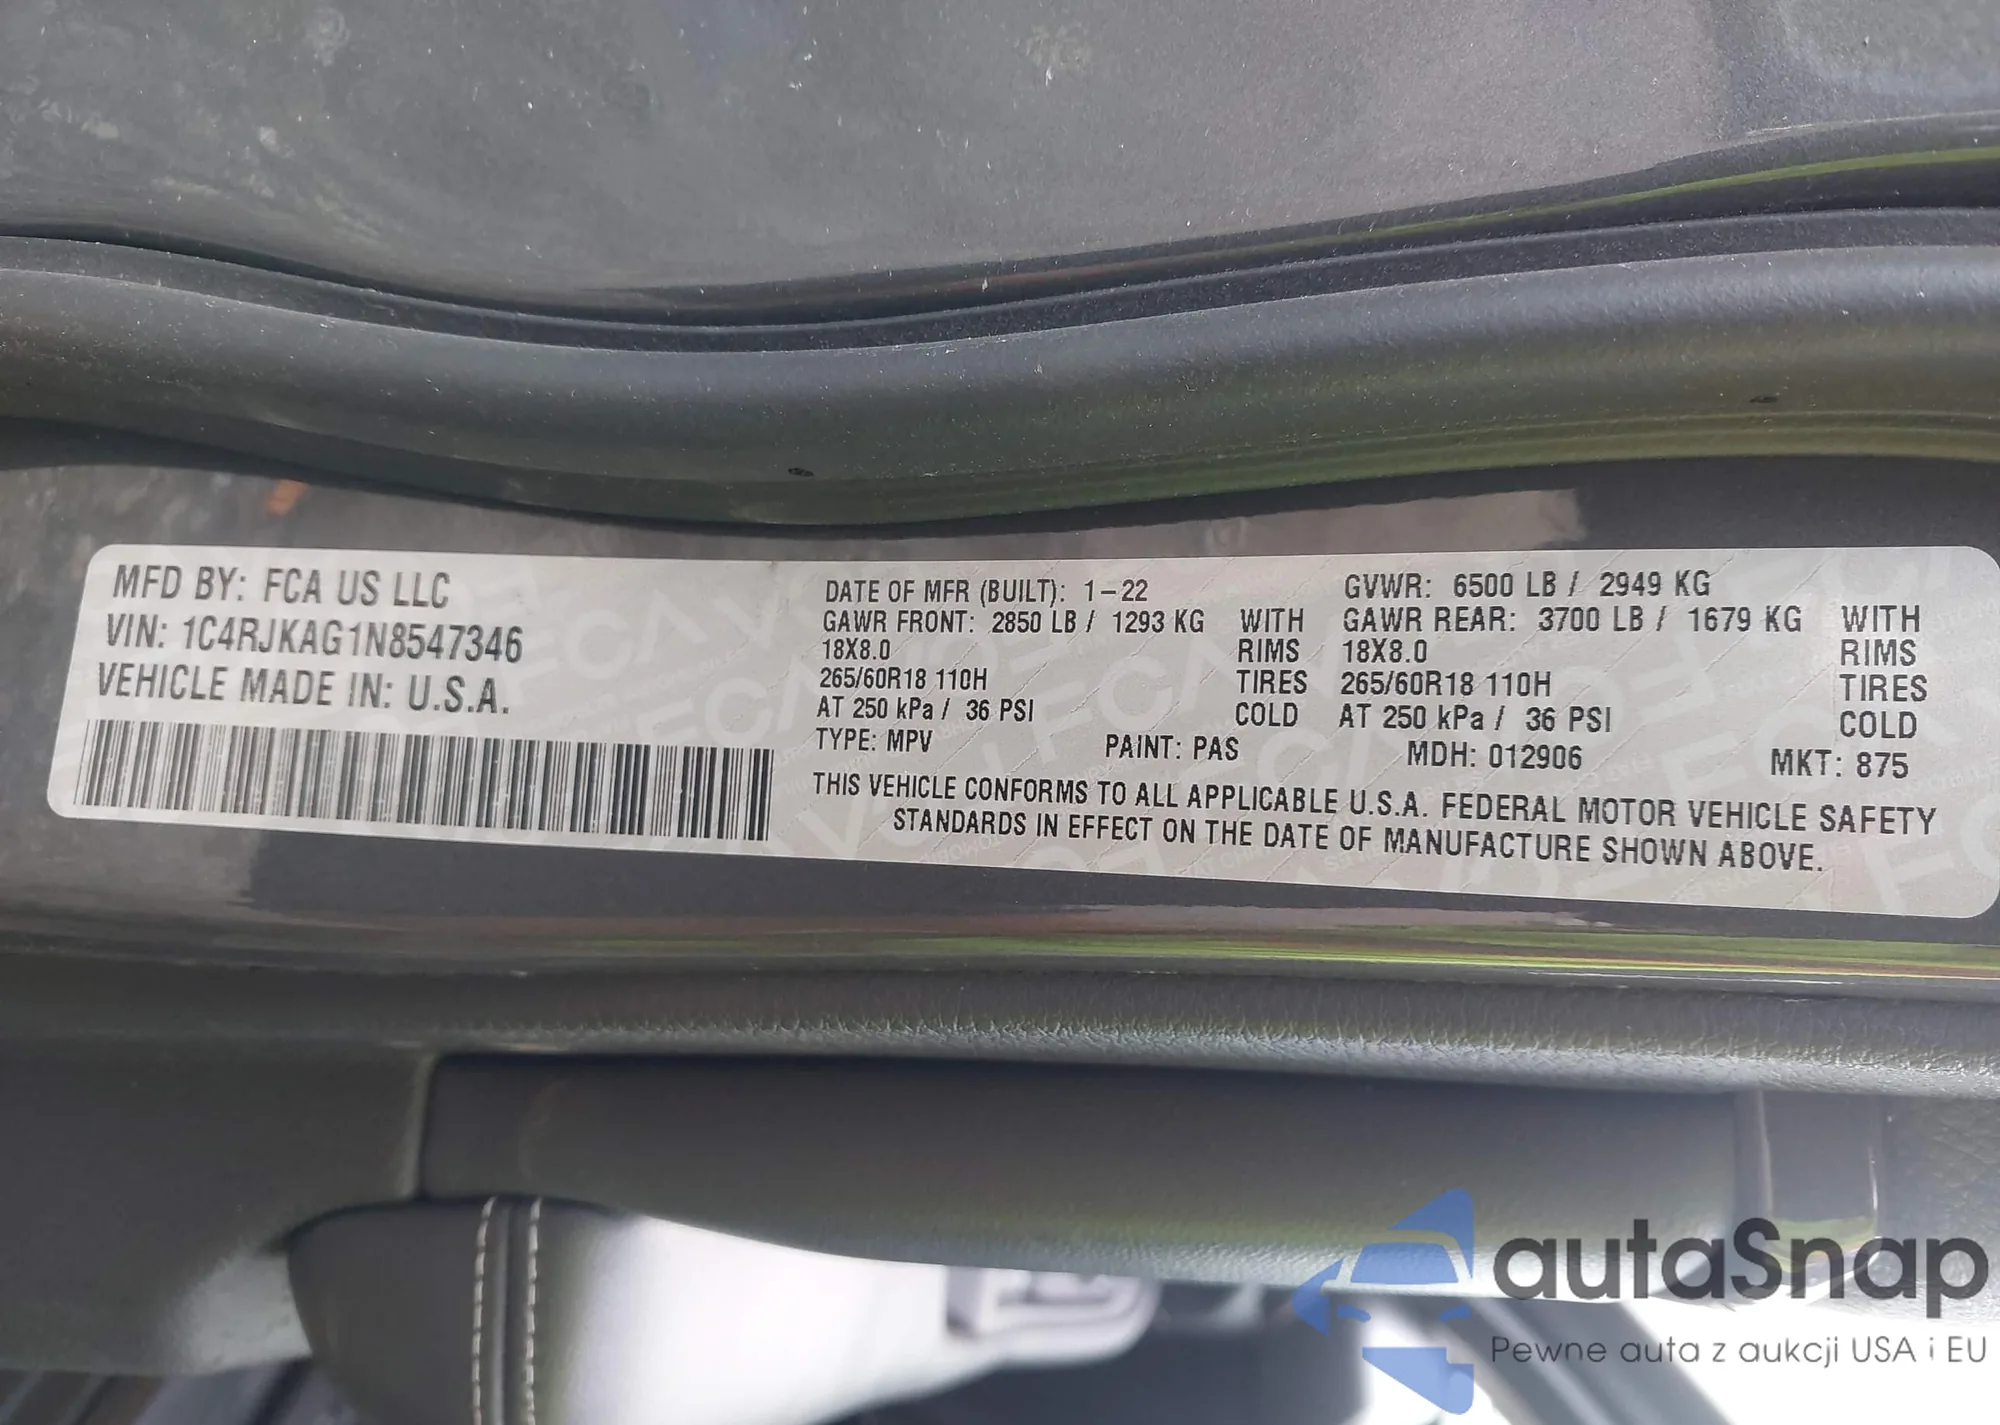 MFD BY: FCA US LLC
VIN: 1C4RJKAG1N8547346
VEHICLE MADE IN: U.S.A.
DATE OF MFR (BUILT): 1-22 GVWR: 6500 LB / 2949 KG
GAWR FRONT: 2850 LB / 1293 KG WITH GAWR REAR: 3700 LB / 1679 KG WITH
18X8.0 RIMS 18X8.0 RIMS
265/60R18 110H TIRES 265/60R18 110H TIRES
AT 250 kPa / 36 PSI COLD AT 250 kPa / 36 PSI COLD
TYPE: MPV PAINT: PAS MDH: 012906 MKT: 875
THIS VEHICLE CONFORMS TO ALL APPLICABLE U.S.A. FEDERAL MOTOR VEHICLE SAFETY
STANDARDS IN EFFECT ON THE DATE OF MANUFACTURE SHOWN ABOVE.
autaSnap
Pewne auta z aukcji USA i EU